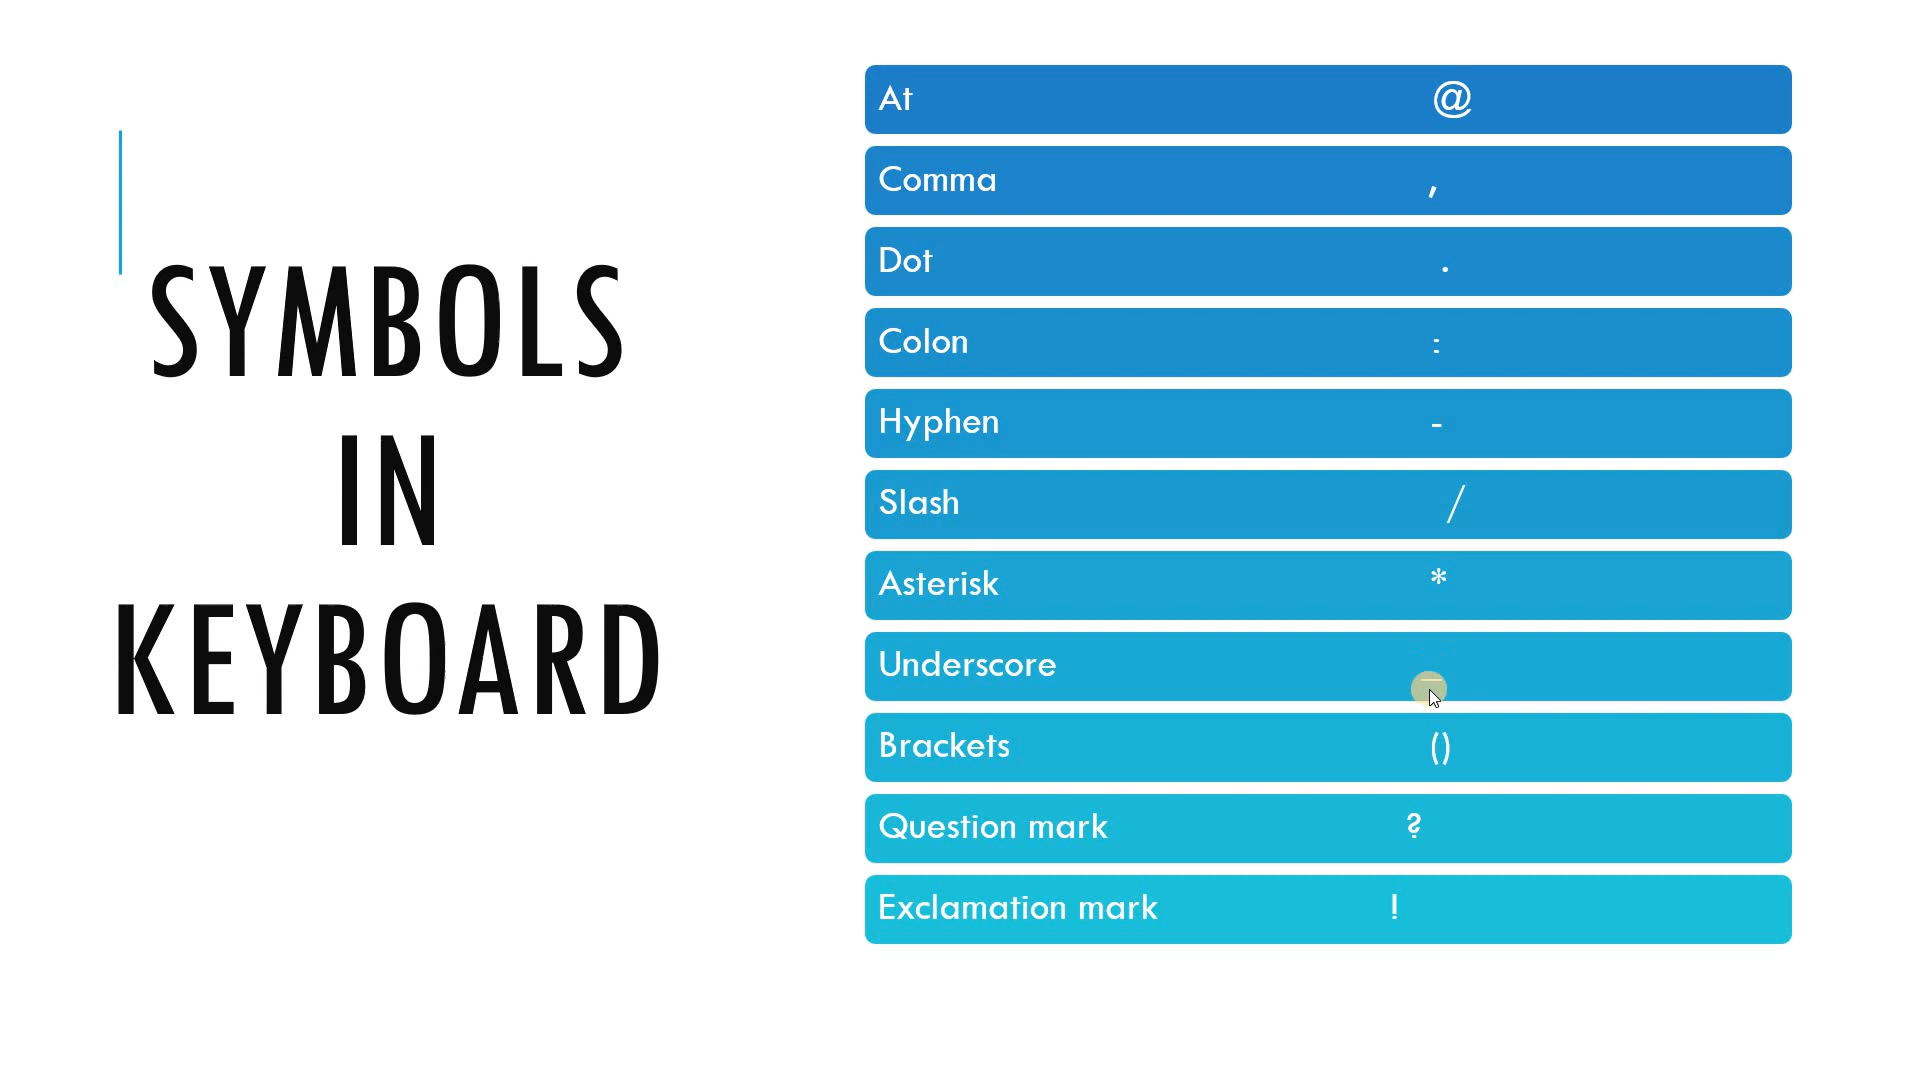 SYMBOLS
IN
KEYBOARD
At @
Comma ,
Dot .
Colon :
Hyphen -
Slash /
Asterisk *
Underscore _
Brackets ()
Question mark ?
Exclamation mark !